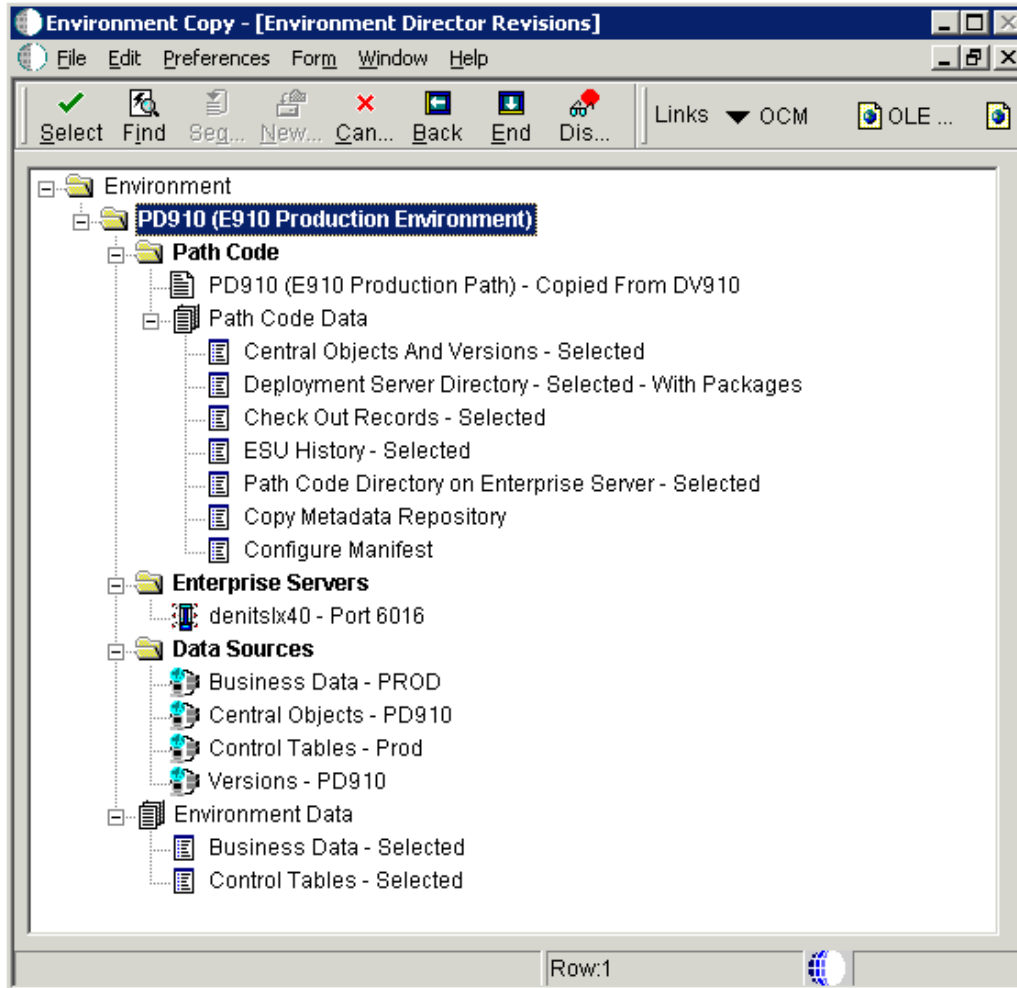 Environment Copy - [Environment Director Revisions]
File Edit Preferences Form Window Help
Select Find Seq... New... Can... Back End Dis... Links OCM OLE ...
Environment
PD910 (E910 Production Environment)
Path Code
PD910 (E910 Production Path) - Copied From DV910
Path Code Data
Central Objects And Versions - Selected
Deployment Server Directory - Selected - With Packages
Check Out Records - Selected
ESU History - Selected
Path Code Directory on Enterprise Server - Selected
Copy Metadata Repository
Configure Manifest
Enterprise Servers
denitslx40 - Port 6016
Data Sources
Business Data - PROD
Central Objects - PD910
Control Tables - Prod
Versions - PD910
Environment Data
Business Data - Selected
Control Tables - Selected
Row:1